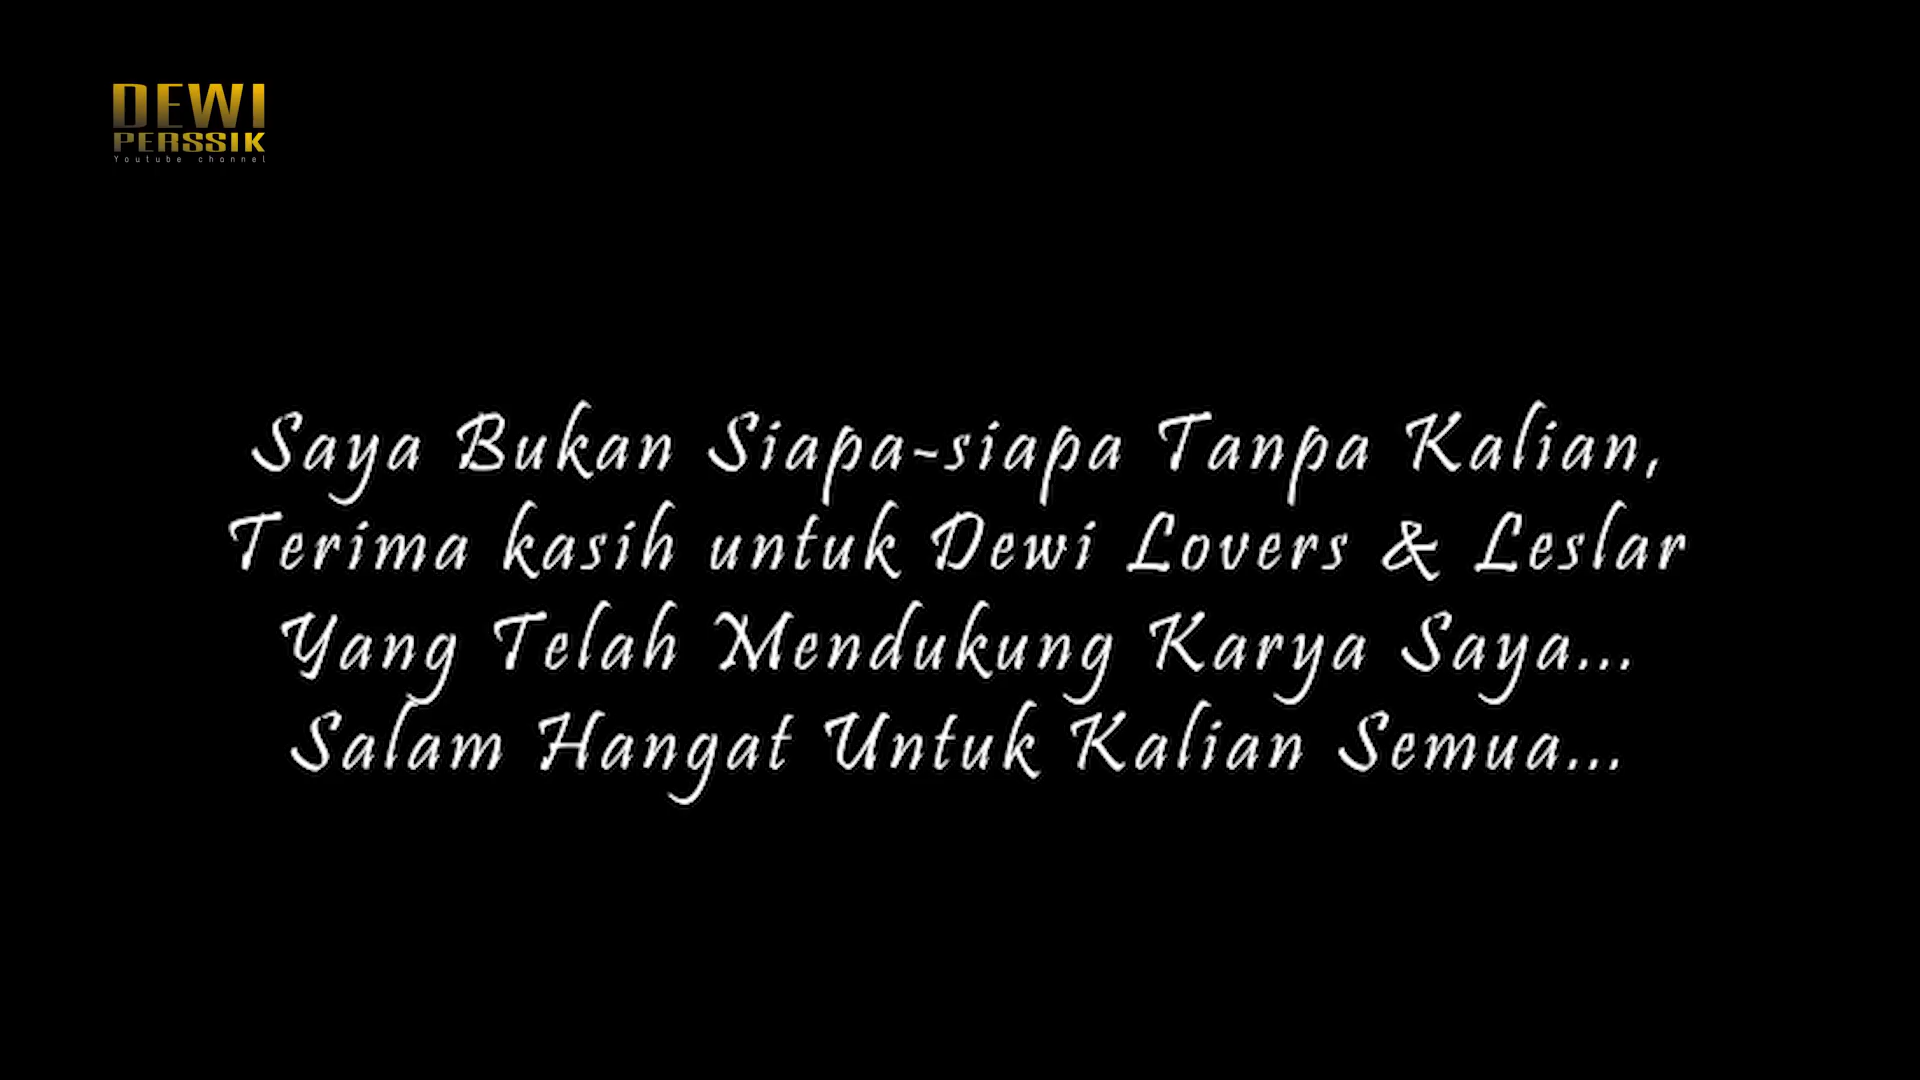 DEWI
PERSSIK
Youtube channel
Saya Bukan Siapa-siapa Tanpa Kalian,
Terima kasih untuk Dewi Lovers & Leslar
Yang Telah Mendukung Karya Saya...
Salam Hangat Untuk Kalian Semua...